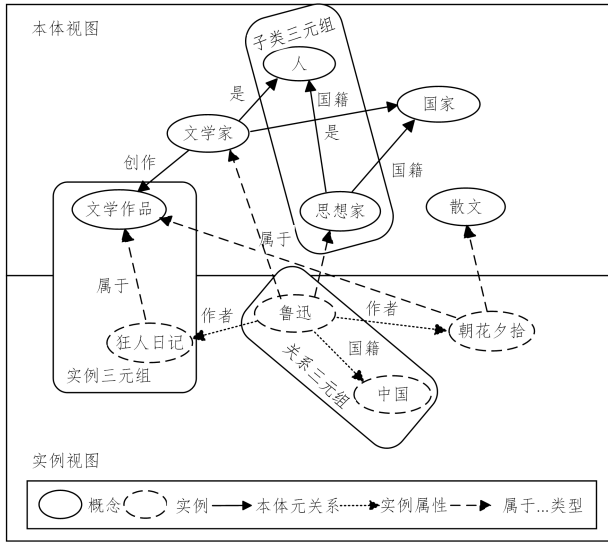 本体视图
子类三元组
人
是
国籍
国家
文学家
是
创作
国籍
文学作品
思想家
散文
属于
属于
作者
鲁迅
作者
狂人日记
朝花夕拾
国籍
实例三元组
关系三元组
中国
实例视图
概念 实例 本体元关系 实例属性 属于…类型